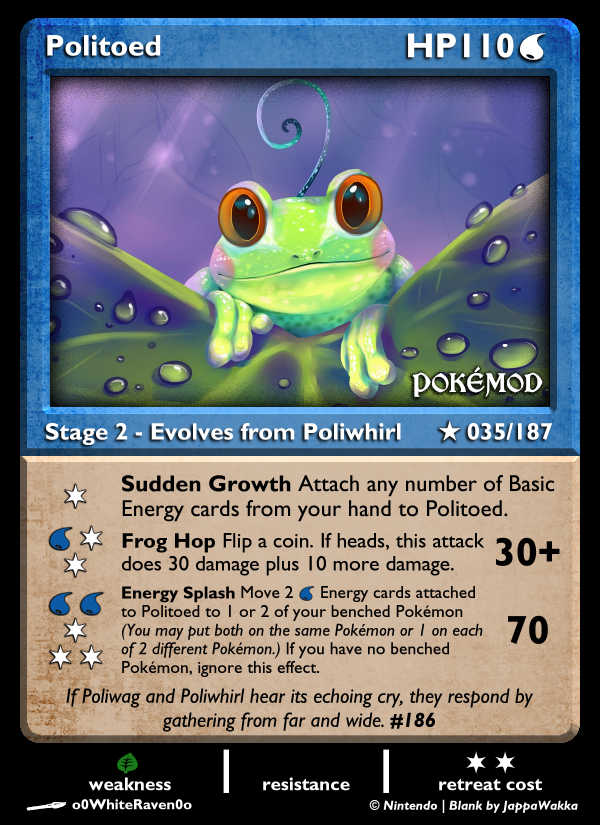 Politoed HP110
POKÉMOD
Stage 2 - Evolves from Poliwhirl ★ 035/187
Sudden Growth Attach any number of Basic
Energy cards from your hand to Politoed.
Frog Hop Flip a coin. If heads, this attack
does 30 damage plus 10 more damage.
30+
Energy Splash Move 2 Energy cards attached
to Politoed to 1 or 2 of your benched Pokémon
(You may put both on the same Pokémon or 1 on each
of 2 different Pokémon.) If you have no benched
Pokémon, ignore this effect.
70
If Poliwag and Poliwhirl hear its echoing cry, they respond by
gathering from far and wide. #186
weakness resistance retreat cost
o0WhiteRaven0o © Nintendo | Blank by JappaWakka